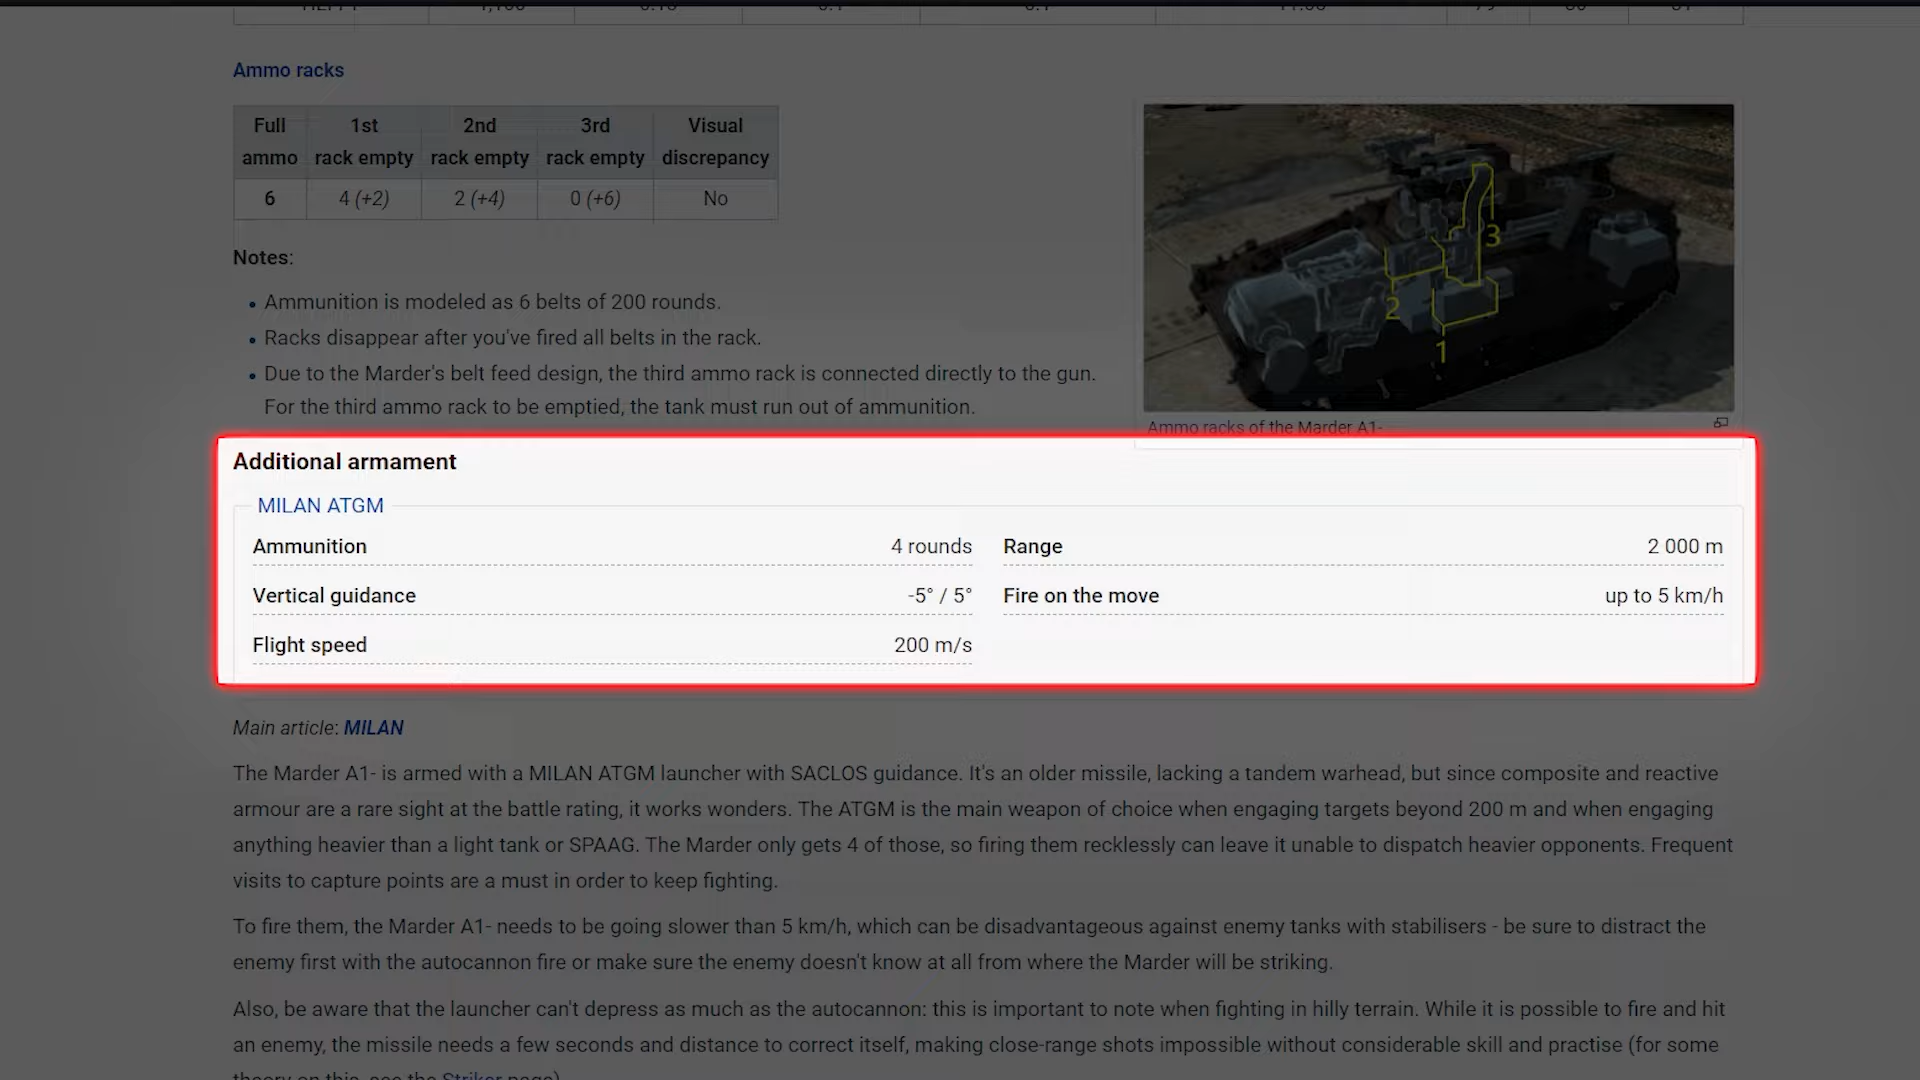 Ammo racks
Full ammo 1st rack empty 2nd rack empty 3rd rack empty Visual discrepancy
6 4 (+2) 2 (+4) 0 (+6) No
3
2
1
Notes:
Ammunition is modeled as 6 belts of 200 rounds.
Racks disappear after you've fired all belts in the rack.
Due to the Marder's belt feed design, the third ammo rack is connected directly to the gun.
For the third ammo rack to be emptied, the tank must run out of ammunition.
Ammo racks of the Marder A1-
Additional armament
MILAN ATGM
Ammunition 4 rounds Range 2 000 m
Vertical guidance -5° / 5° Fire on the move up to 5 km/h
Flight speed 200 m/s
Main article: MILAN
The Marder A1- is armed with a MILAN ATGM launcher with SACLOS guidance. It's an older missile, lacking a tandem warhead, but since composite and reactive
armour are a rare sight at the battle rating, it works wonders. The ATGM is the main weapon of choice when engaging targets beyond 200 m and when engaging
anything heavier than a light tank or SPAAG. The Marder only gets 4 of those, so firing them recklessly can leave it unable to dispatch heavier opponents. Frequent
visits to capture points are a must in order to keep fighting.
To fire them, the Marder A1- needs to be going slower than 5 km/h, which can be disadvantageous against enemy tanks with stabilisers - be sure to distract the
enemy first with the autocannon fire or make sure the enemy doesn't know at all from where the Marder will be striking.
Also, be aware that the launcher can't depress as much as the autocannon: this is important to note when fighting in hilly terrain. While it is possible to fire and hit
an enemy, the missile needs a few seconds and distance to correct itself, making close-range shots impossible without considerable skill and practise (for some
theory on this, see the Striker page)